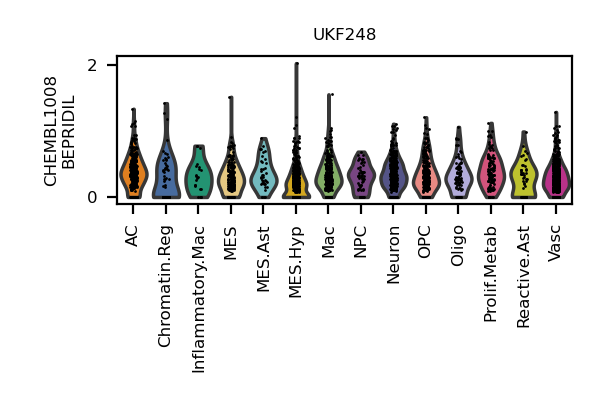 UKF248
CHEMBL1008
BEPRIDIL
2
0
AC
Chromatin.Reg
Inflammatory.Mac
MES
MES.Ast
MES.Hyp
Mac
NPC
Neuron
OPC
Oligo
Prolif.Metab
Reactive.Ast
Vasc